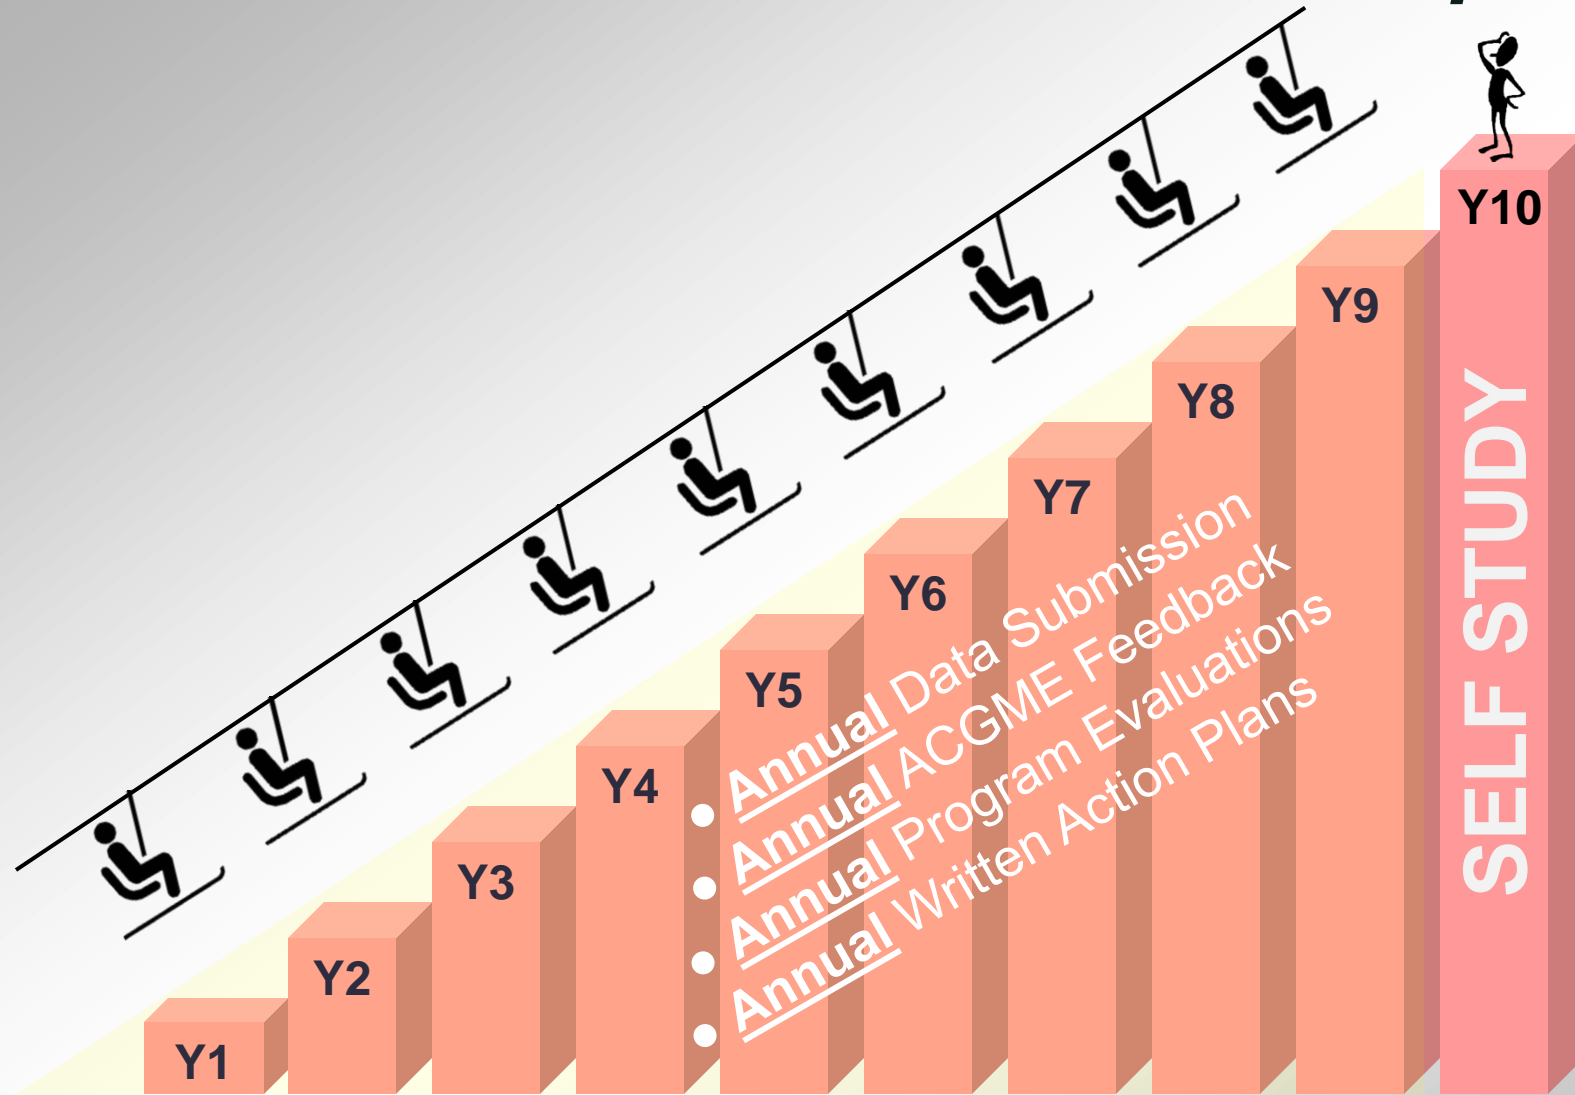 Y10
Y9
Y8
Y7
Y6
Y5
Y4
Y3
Y2
Y1
• Annual Data Submission
• Annual ACGME Feedback
• Annual Program Evaluations
• Annual Written Action Plans
SELF STUDY